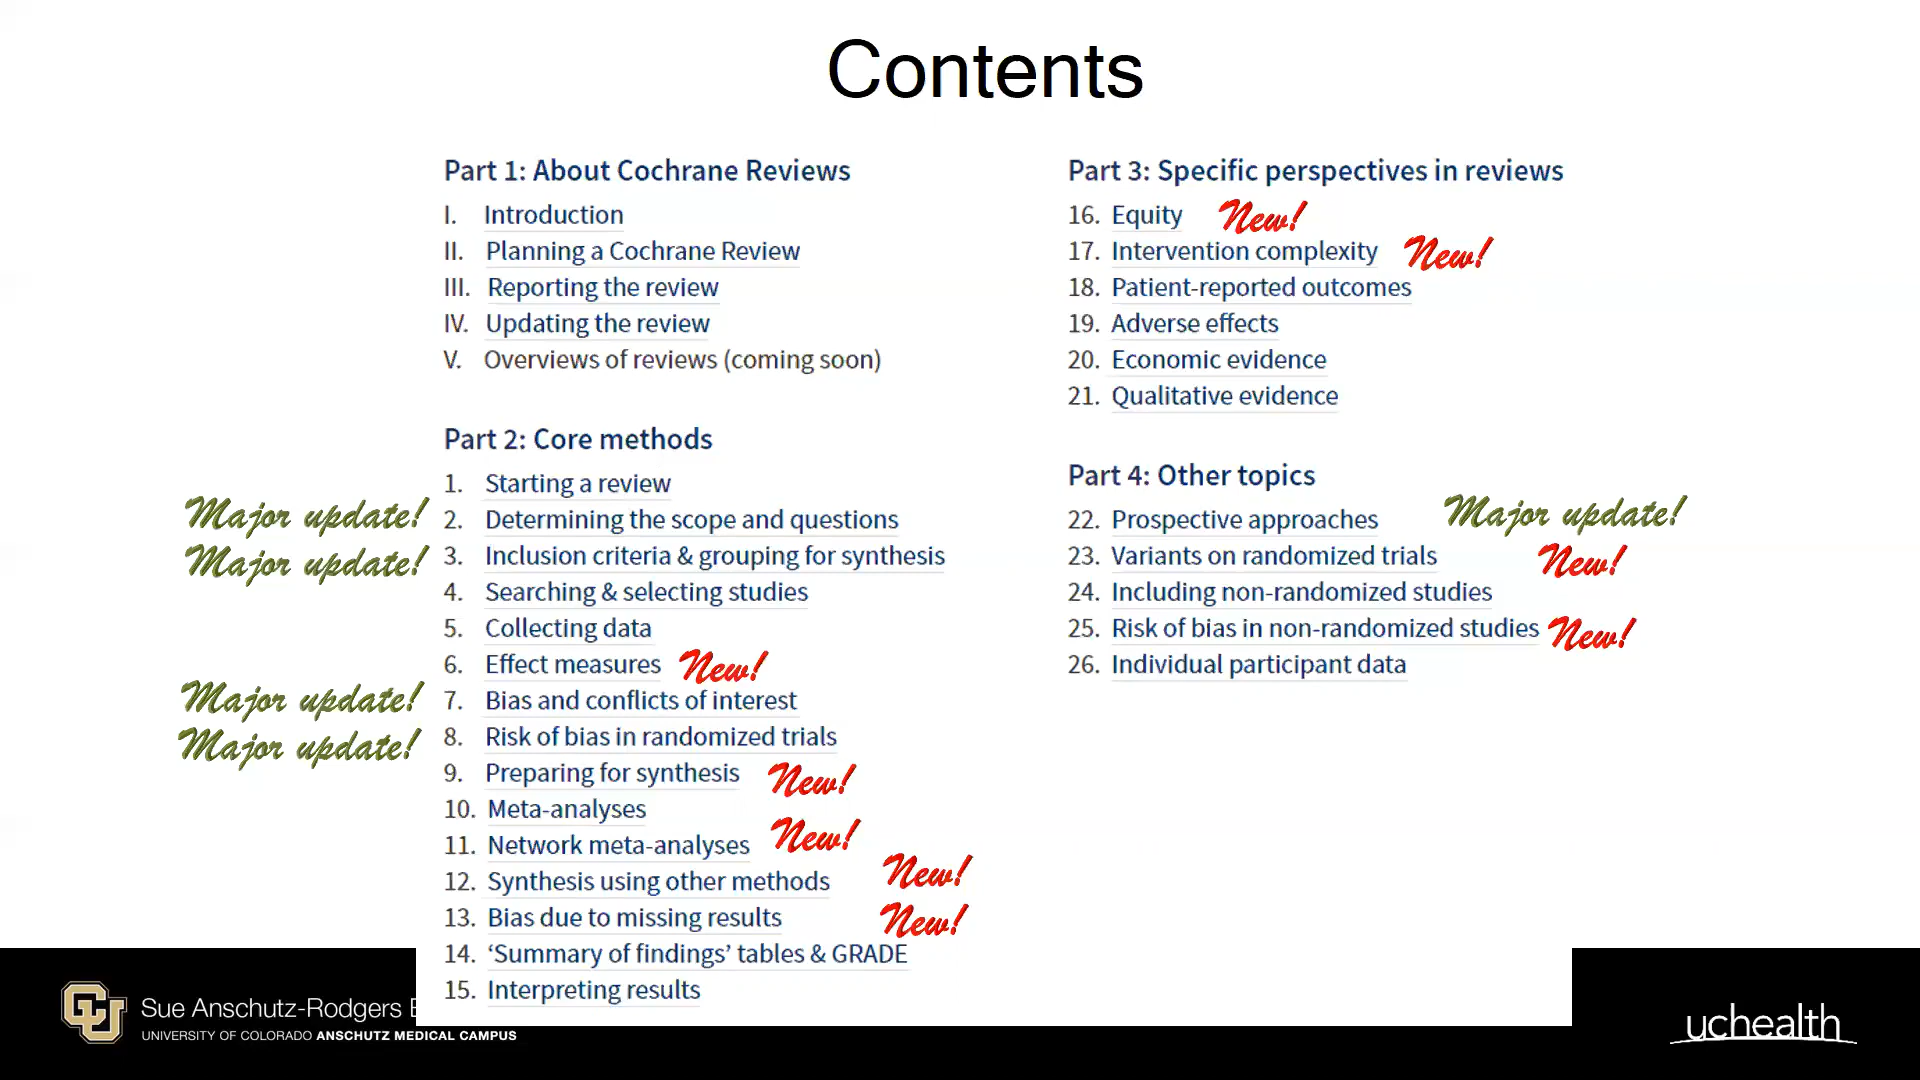 Contents
Part 1: About Cochrane Reviews
I. Introduction
II. Planning a Cochrane Review
III. Reporting the review
IV. Updating the review
V. Overviews of reviews (coming soon)
Part 2: Core methods
1. Starting a review
Major update! 2. Determining the scope and questions
Major update! 3. Inclusion criteria & grouping for synthesis
4. Searching & selecting studies
5. Collecting data
6. Effect measures New!
Major update! 7. Bias and conflicts of interest
Major update! 8. Risk of bias in randomized trials
9. Preparing for synthesis New!
10. Meta-analyses
11. Network meta-analyses New!
12. Synthesis using other methods New!
13. Bias due to missing results New!
14. ‘Summary of findings’ tables & GRADE
15. Interpreting results
Part 3: Specific perspectives in reviews
16. Equity New!
17. Intervention complexity New!
18. Patient-reported outcomes
19. Adverse effects
20. Economic evidence
21. Qualitative evidence
Part 4: Other topics
22. Prospective approaches Major update!
23. Variants on randomized trials New!
24. Including non-randomized studies
25. Risk of bias in non-randomized studies New!
26. Individual participant data
CU
Sue Anschutz-Rodgers
UNIVERSITY OF COLORADO ANSCHUTZ MEDICAL CAMPUS
uchealth